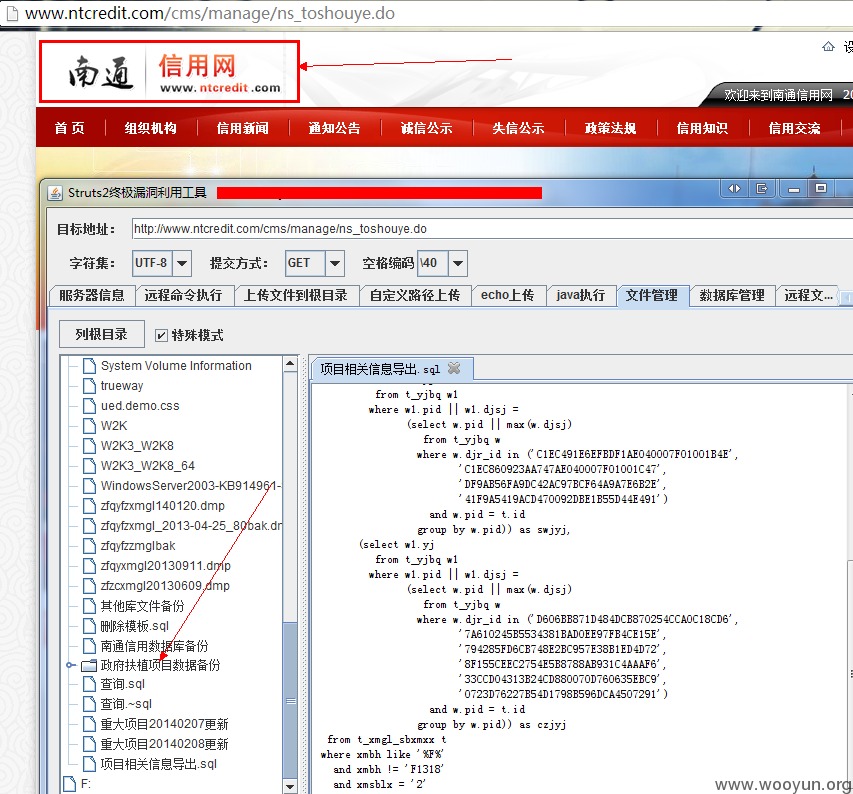 www.ntcredit.com/cms/manage/ns_toshouye.do
南通 信用网
www.ntcredit.com
设
欢迎来到南通信用网 20
首 页 组织机构 信用新闻 通知公告 诚信公示 失信公示 政策法规 信用知识 信用交流
Struts2终极漏洞利用工具
目标地址： http://www.ntcredit.com/cms/manage/ns_toshouye.do
字符集： UTF-8 提交方式： GET 空格编码 \40
服务器信息 远程命令执行 上传文件到根目录 自定义路径上传 echo上传 java执行 文件管理 数据库管理 远程文...
列根目录 特殊模式
System Volume Information
trueway
ued.demo.css
W2K
W2K3_W2K8
W2K3_W2K8_64
WindowsServer2003-KB914961-
zfqyfzxmgl140120.dmp
zfqyfzxmgl_2013-04-25_80bak.dm
zfqyfzzmglbak
zfqyxmgl20130911.dmp
zfzcxmgl20130609.dmp
其他库文件备份
删除模板.sql
南通信用数据库备份
政府扶植项目数据备份
查询.sql
查询.~sql
重大项目20140207更新
重大项目20140208更新
项目相关信息导出.sql
F:
项目相关信息导出.sql
from t_yjbq w1
where w1.pid || w1.djsj =
(select w.pid || max(w.djsj)
from t_yjbq w
where w.djr_id in ('C1EC491E6EFBDF1AE040007F01001B4E',
'C1EC860923AA747AE040007F01001C47',
'DF9AB56FA9DC42AC97BCF64A9A7E6B2E',
'41F9A5419ACD470092DBE1B55D44E491')
and w.pid = t.id
group by w.pid)) as swjyj,
(select w1.yj
from t_yjbq w1
where w1.pid || w1.djsj =
(select w.pid || max(w.djsj)
from t_yjbq w
where w.djr_id in ('D606BB871D484DCB870254CCA0C18CD6',
'7A610245B5534381BAD0EE97FB4CE15E',
'794285FD6CB748E2BC957E38B1ED4D72',
'8F155CEEC2754E5B8788AB931C4AAAF6',
'33CCD04313B24CD880070D760635EBC9',
'0723D76227B54D1798B596DCA4507291')
and w.pid = t.id
group by w.pid)) as czjyj
from t_xmgl_sbxmxx t
where xmbh like '%F%'
and xmbh != 'F1318'
and xmsblx = '2'
www.wooyun.org